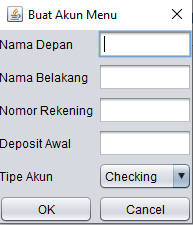 Buat Akun Menu
Nama Depan
Nama Belakang
Nomor Rekening
Deposit Awal
Tipe Akun Checking
OK Cancel